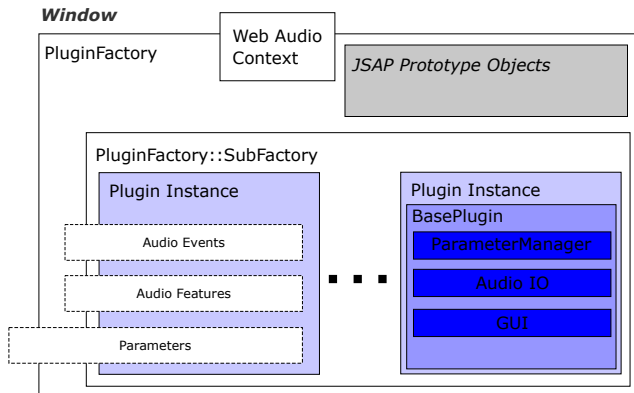 Window
PluginFactory
Web Audio
Context
JSAP Prototype Objects
PluginFactory::SubFactory
Plugin Instance
Audio Events
Audio Features
Parameters
Plugin Instance
BasePlugin
ParameterManager
Audio IO
GUI